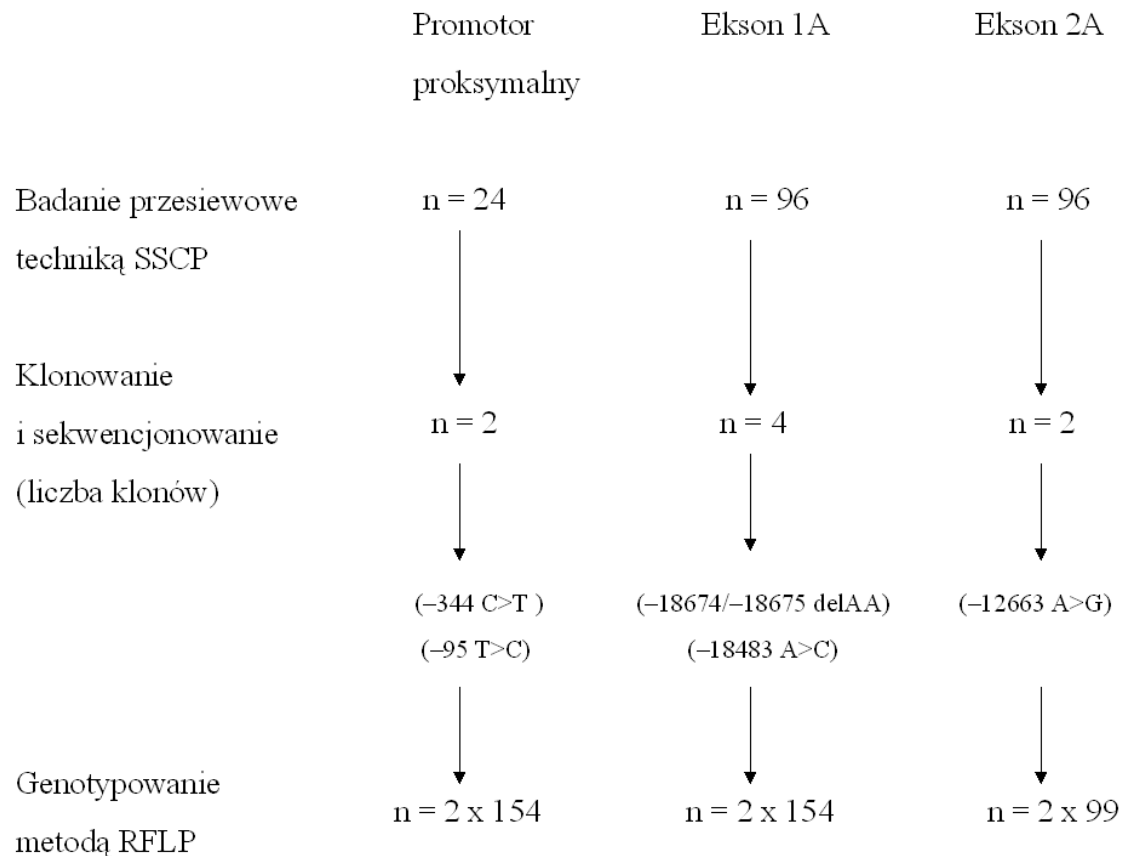 Promotor proksymalny
Ekson 1A
Ekson 2A
Badanie przesiewowe
techniką SSCP
n = 24
n = 96
n = 96
Klonowanie
i sekwencjonowanie
(liczba klonów)
n = 2
n = 4
n = 2
(–344 C>T )
(–18674/–18675 delAA)
(–12663 A>G)
(–95 T>C)
(–18483 A>C)
Genotypowanie
metodą RFLP
n = 2 x 154
n = 2 x 154
n = 2 x 99